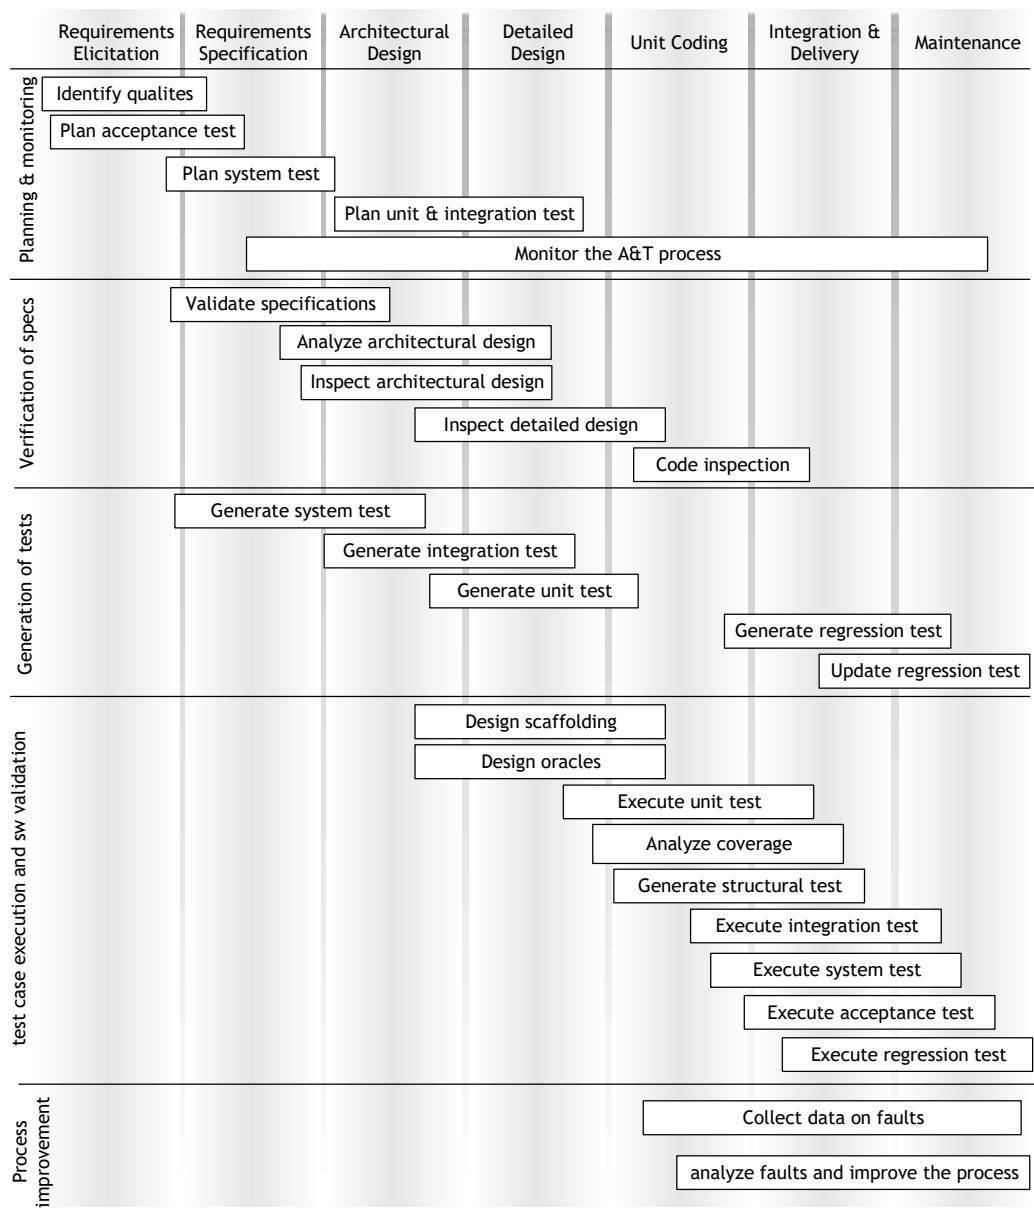 Requirements
Elicitation
Requirements
Specification
Architectural
Design
Detailed
Design
Unit Coding
Integration &
Delivery
Maintenance
Planning & monitoring
Identify qualites
Plan acceptance test
Plan system test
Plan unit & integration test
Monitor the A&T process
Verification of specs
Validate specifications
Analyze architectural design
Inspect architectural design
Inspect detailed design
Code inspection
Generation of tests
Generate system test
Generate integration test
Generate unit test
Generate regression test
Update regression test
test case execution and sw validation
Design scaffolding
Design oracles
Execute unit test
Analyze coverage
Generate structural test
Execute integration test
Execute system test
Execute acceptance test
Execute regression test
Process
improvement
Collect data on faults
analyze faults and improve the process